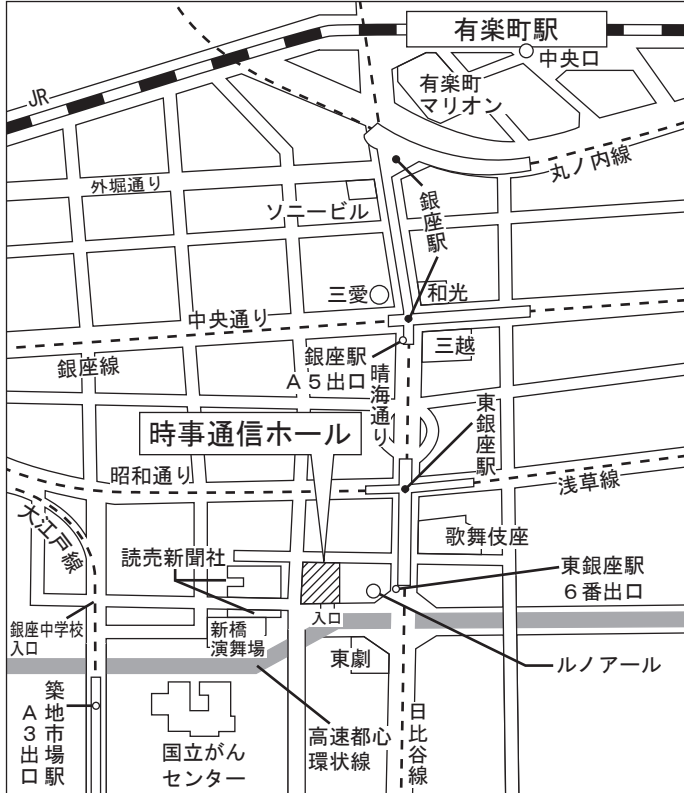 有楽町駅
中央口
JR
有楽町
マリオン
丸ノ内線
外堀通り
ソニービル
銀座駅
三愛
和光
中央通り
銀座線
銀座駅
A5出口
三越
晴海通り
時事通信ホール
東銀座駅
昭和通り
浅草線
大江戸線
歌舞伎座
読売新聞社
東銀座駅
6番出口
銀座中学校
入口
新橋
演舞場
入口
東劇
ルノアール
築地市場駅
A3出口
国立がん
センター
高速都心
環状線
日比谷線